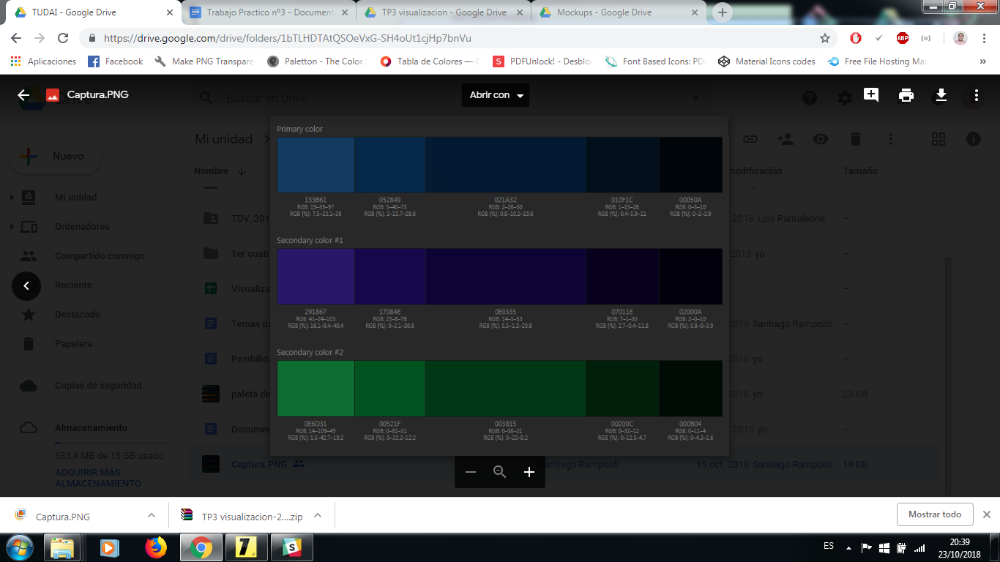 TUDAI - Google Drive
Trabajo Practico nº3 - Document
TP3 visualizacion - Google Drive
Mockups - Google Drive
https://drive.google.com/drive/folders/1bTLHDTAtQSOeVxG-SH4oUt1cjHp7bnVu
ABP
Aplicaciones
Facebook
Make PNG Transpare
Paletton - The Color
Tabla de Colores — C
PDFUnlock! - Desblo
Font Based Icons: PD
Material Icons codes
Free File Hosting Ma
Captura.PNG
Buscar en Drive
Abrir con
Mi unidad
Nuevo
Nombre
modificación
Tamaño
Mi unidad
Ordenadores
Compartido conmigo
Reciente
Destacado
Papelera
Copias de seguridad
Almacenamiento
633,4 MB de 15 GB usado
ADQUIRIR MÁS
ALMACENAMIENTO
TDV_201
2018 Luis Pantaleone
1er cuatr
2018 yo
Visualiza
Temas pa
2018 Santiago Rampoldi
Posibilida
2018 yo
paleta de
2018 yo
23 KB
Docume
2018 yo
Captura.PNG
Santiago Rampoldi
19 oct. 2018 Santiago Rampoldi
19 KB
Primary color
133B61
RGB: 19–59–97
RGB [%]: 7.5–23.1–38
052849
RGB: 5–40–73
RGB [%]: 2–15.7–28.6
021A32
RGB: 2–26–50
RGB [%]: 0.8–10.2–19.6
010F1C
RGB: 1–15–28
RGB [%]: 0.4–5.9–11
00050A
RGB: 0–5–10
RGB [%]: 0–2–3.9
Secondary color #1
291867
RGB: 41–24–103
RGB [%]: 16.1–9.4–40.4
17084E
RGB: 23–8–78
RGB [%]: 9–3.1–30.6
0E0335
RGB: 14–3–53
RGB [%]: 5.5–1.2–20.8
07011E
RGB: 7–1–30
RGB [%]: 2.7–0.4–11.8
02000A
RGB: 2–0–10
RGB [%]: 0.8–0–3.9
Secondary color #2
0E6D31
RGB: 14–109–49
RGB [%]: 5.5–42.7–19.2
00521F
RGB: 0–82–31
RGB [%]: 0–32.2–12.2
003815
RGB: 0–56–21
RGB [%]: 0–22–8.2
00200C
RGB: 0–32–12
RGB [%]: 0–12.5–4.7
000B04
RGB: 0–11–4
RGB [%]: 0–4.3–1.6
Captura.PNG
TP3 visualizacion-2....zip
Mostrar todo
ES
20:39
23/10/2018